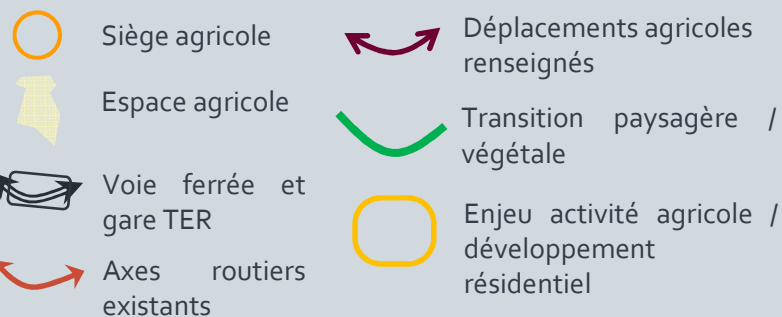 Siège agricole
Espace agricole
Voie ferrée et
gare TER
Axes routiers
existants
Déplacements agricoles
renseignés
Transition paysagère /
végétale
Enjeu activité agricole /
développement
résidentiel